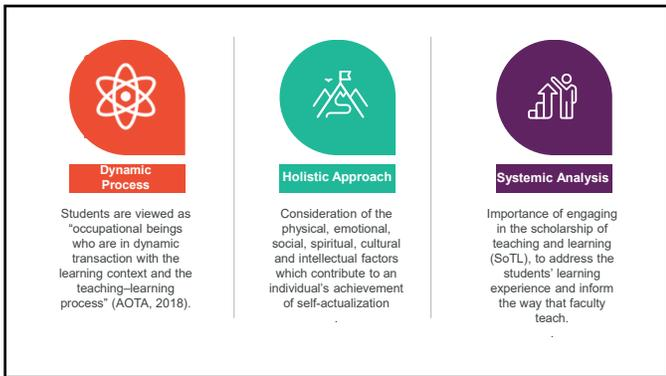 Dynamic
Process
Students are viewed as
“occupational beings
who are in dynamic
transaction with the
learning context and the
teaching–learning
process” (AOTA, 2018).
Holistic Approach
Consideration of the
physical, emotional,
social, spiritual, cultural
and intellectual factors
which contribute to an
individual’s achievement
of self-actualization
.
Systemic Analysis
Importance of engaging
in the scholarship of
teaching and learning
(SoTL), to address the
students’ learning
experience and inform
the way that faculty
teach.
.